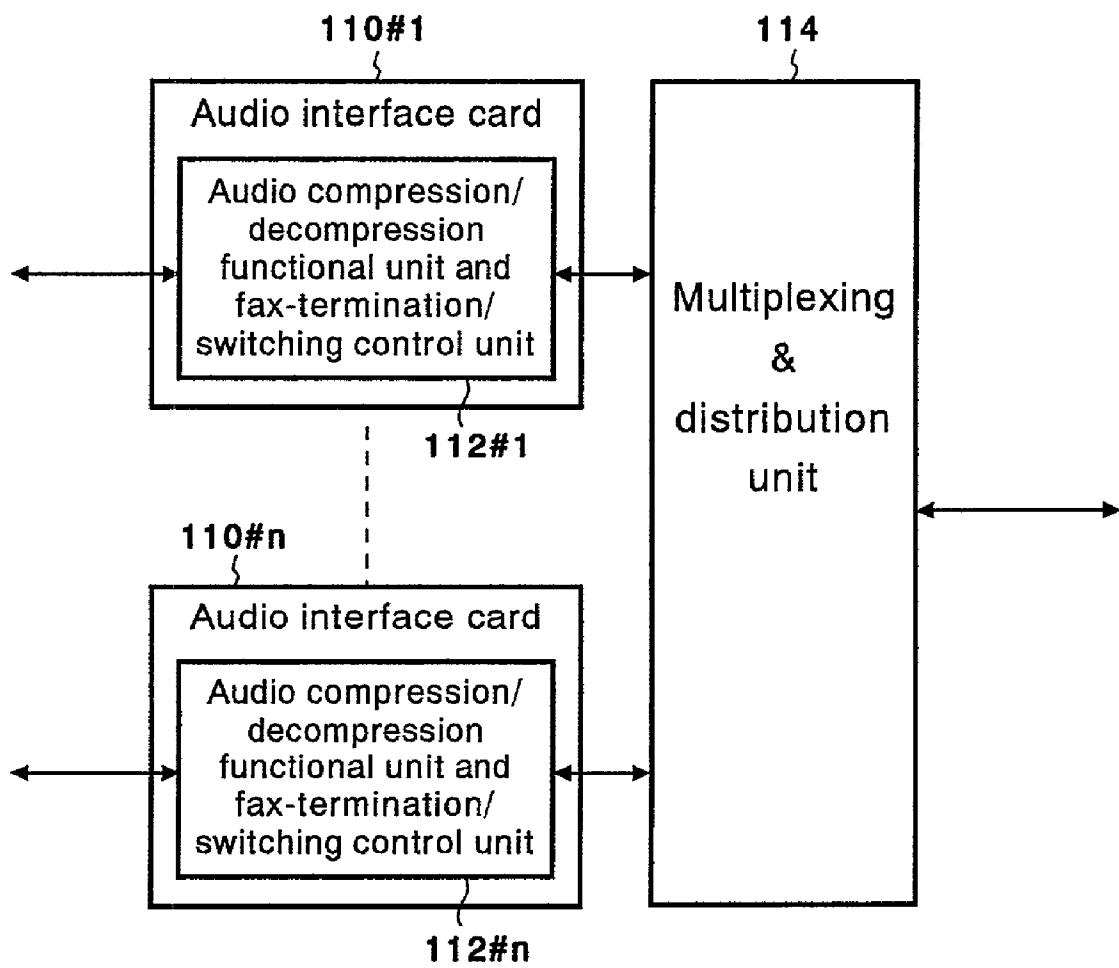 110#1
114
Audio interface card
Audio compression/
decompression
functional unit and
fax-termination/
switching control unit
112#1
Multiplexing
&
distribution
unit
110#n
Audio interface card
Audio compression/
decompression
functional unit and
fax-termination/
switching control unit
112#n